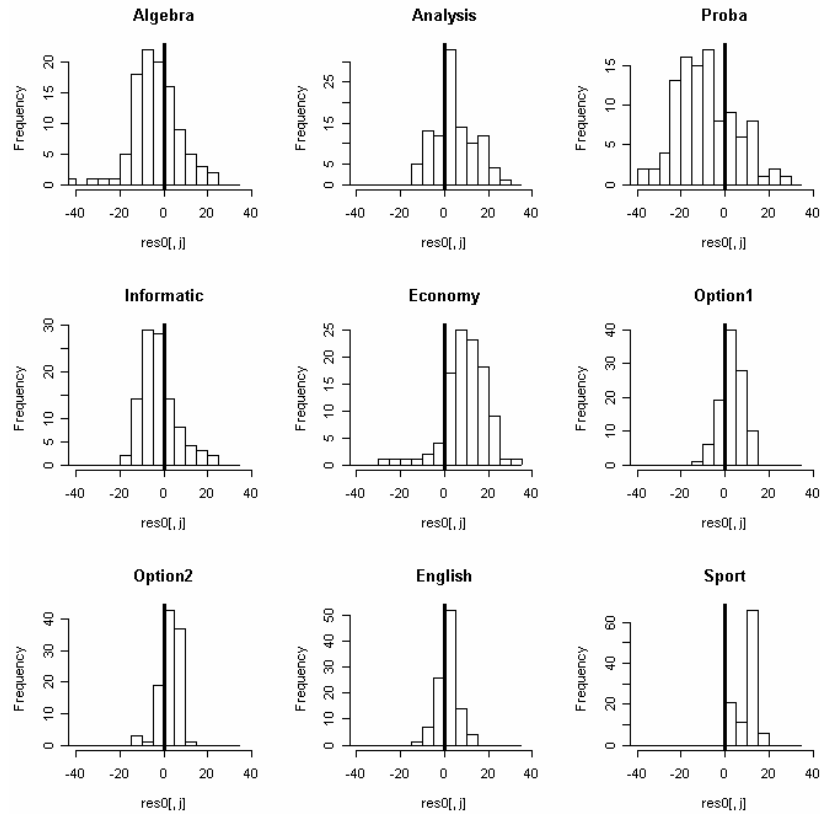 Algebra
Frequency
0 5 10 15 20
-40 -20 0 20 40
res0[, j]
Analysis
Frequency
0 5 15 25
-40 -20 0 20 40
res0[, j]
Proba
Frequency
0 5 10 15
-40 -20 0 20 40
res0[, j]
Informatic
Frequency
0 5 10 20 30
-40 -20 0 20 40
res0[, j]
Economy
Frequency
0 5 10 15 20 25
-40 -20 0 20 40
res0[, j]
Option1
Frequency
0 10 20 30 40
-40 -20 0 20 40
res0[, j]
Option2
Frequency
0 10 20 30 40
-40 -20 0 20 40
res0[, j]
English
Frequency
0 10 20 30 40 50
-40 -20 0 20 40
res0[, j]
Sport
Frequency
0 20 40 60
-40 -20 0 20 40
res0[, j]